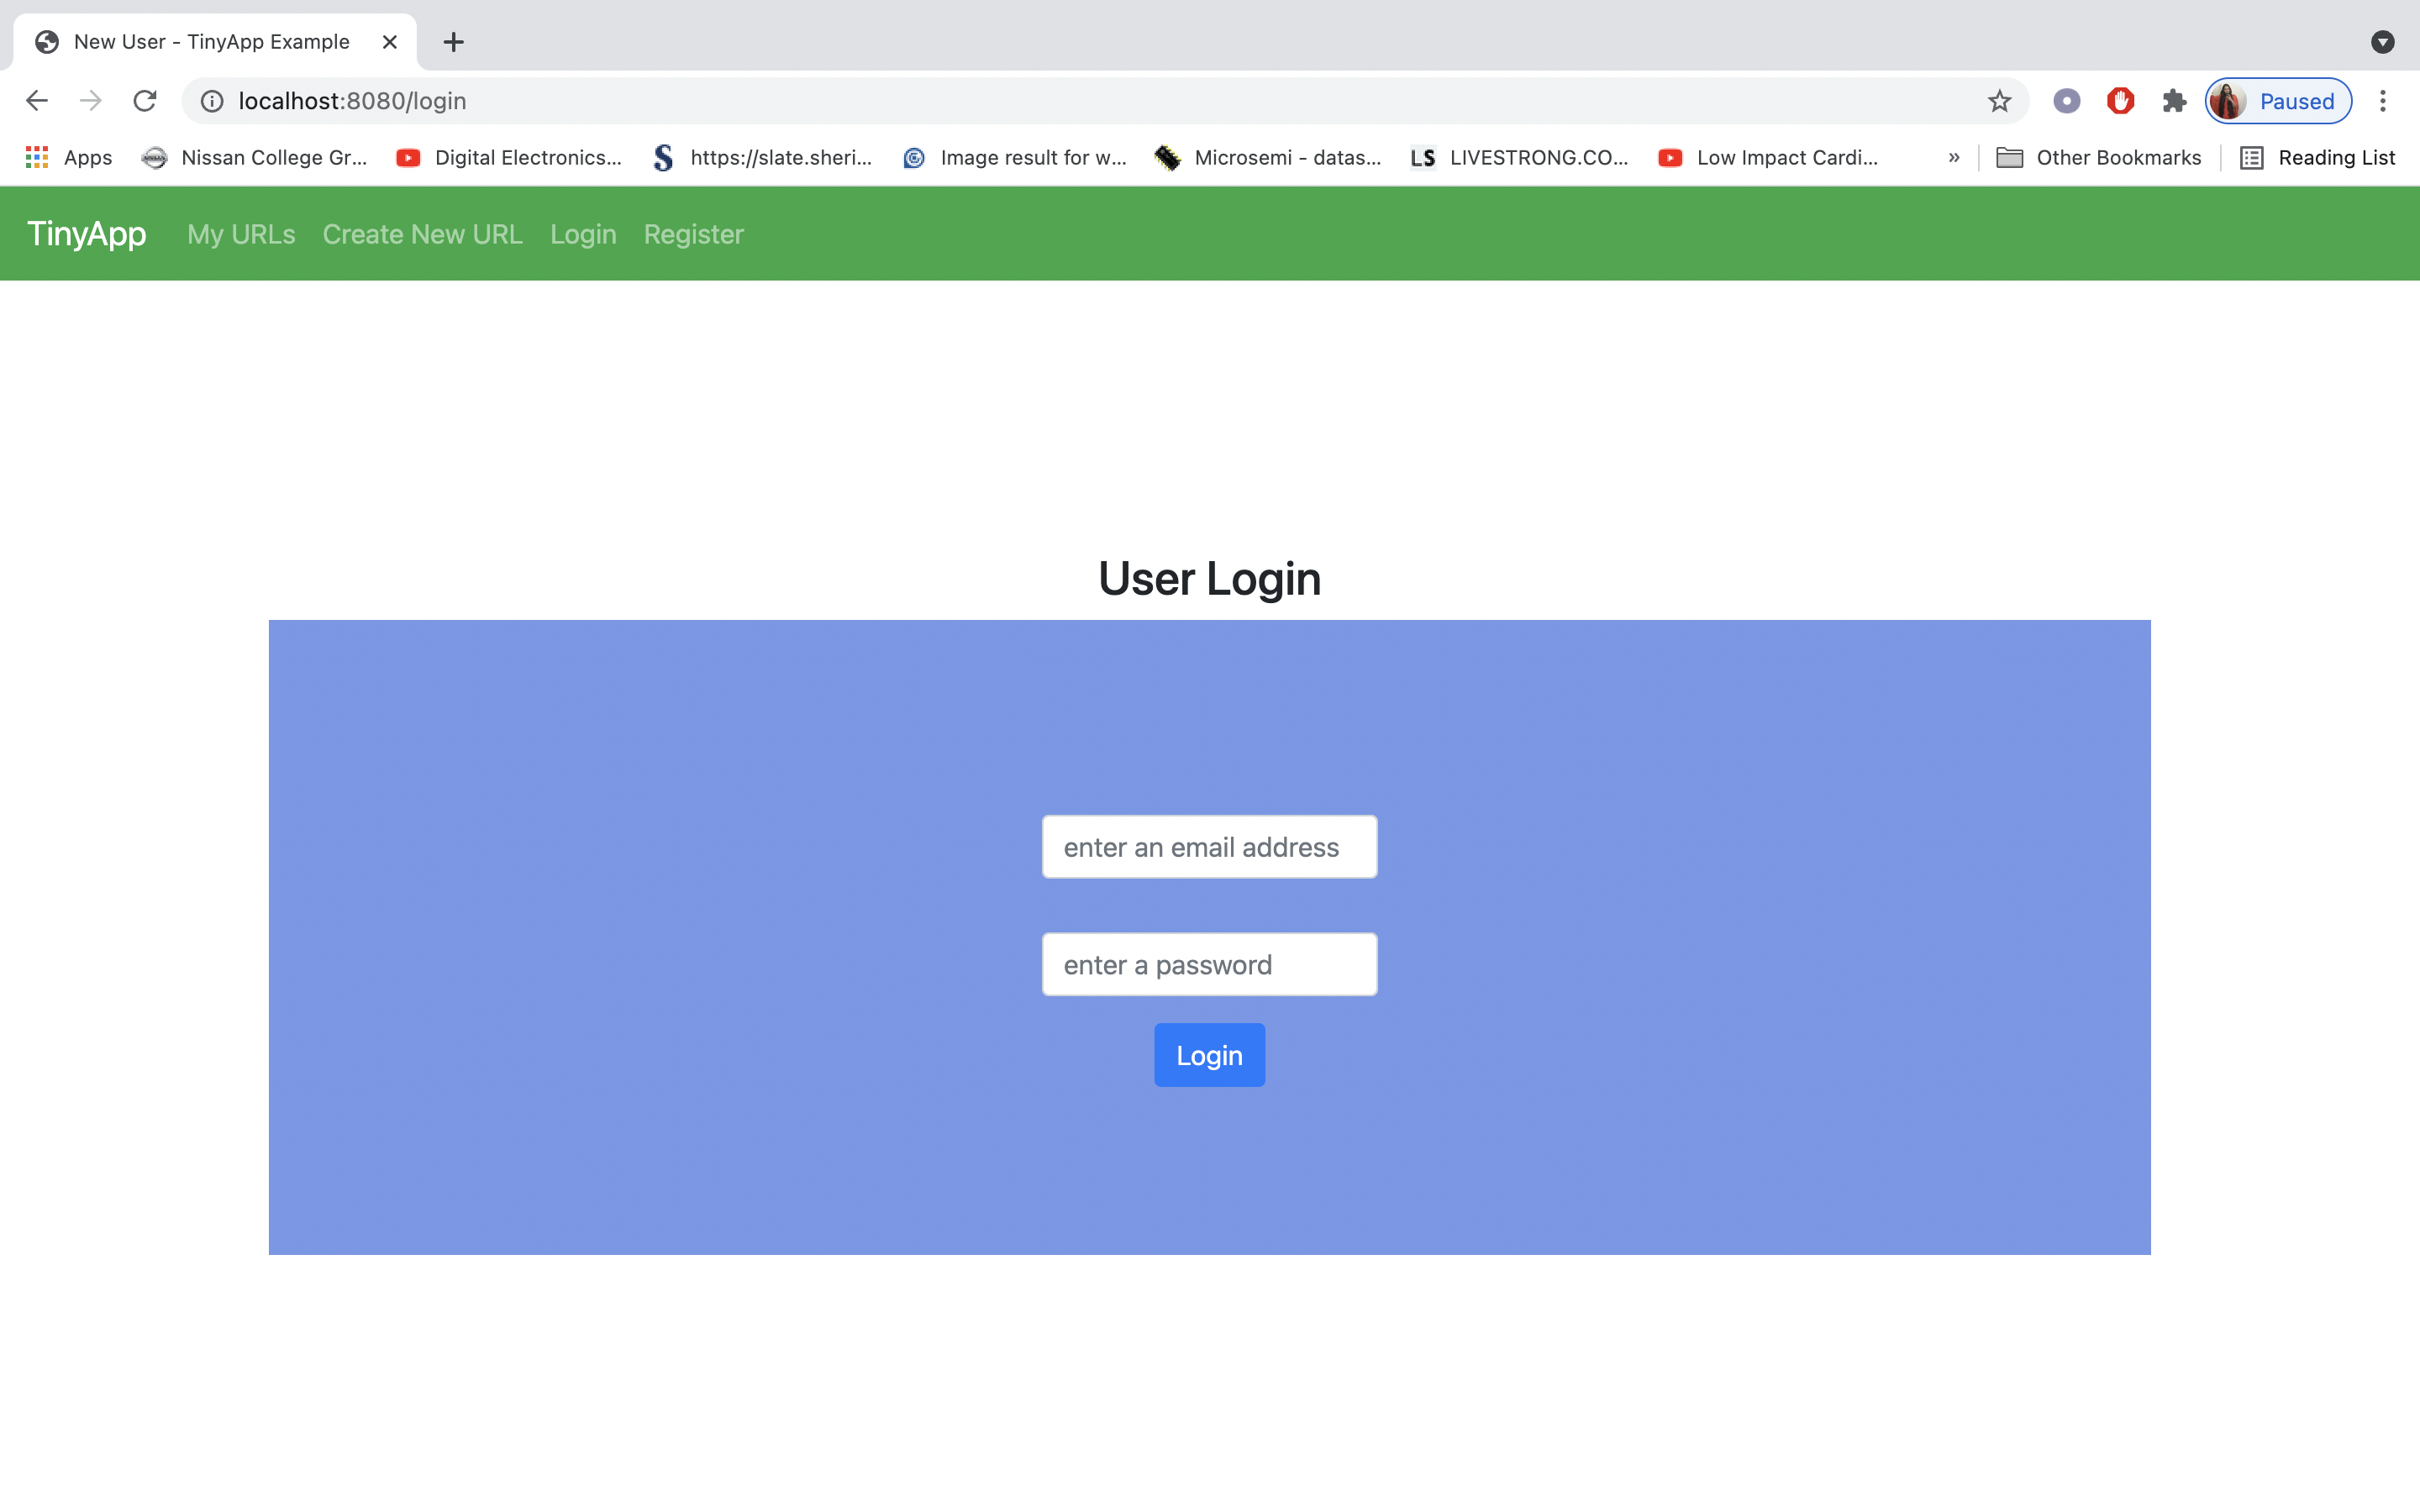 New User - TinyApp Example
localhost:8080/login
Paused
Apps Nissan College Gr... Digital Electronics... https://slate.sheri... Image result for w... Microsemi - datas... LS LIVESTRONG.CO... Low Impact Cardi... » Other Bookmarks Reading List
TinyApp My URLs Create New URL Login Register
User Login
enter an email address
enter a password
Login